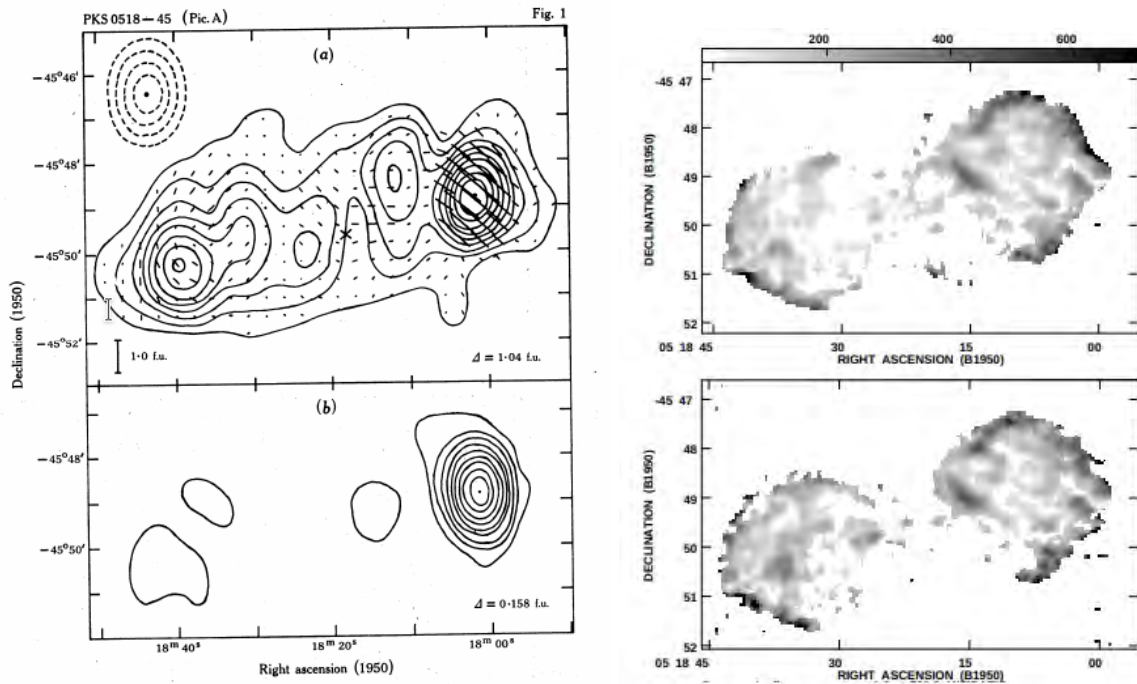 PKS 0518 – 45 (Pic. A)
Fig. 1
(a)
−45°46′
−45°48′
−45°50′
−45°52′
1·0 f.u.
Δ = 1·04 f.u.
Declination (1950)
(b)
−45°48′
−45°50′
Δ = 0·158 f.u.
18ᵐ 40ˢ
18ᵐ 20ˢ
18ᵐ 00ˢ
Right ascension (1950)
200
400
600
-45 47
48
49
50
51
52
DECLINATION (B1950)
05 18 45
30
15
00
RIGHT ASCENSION (B1950)
-45 47
48
49
50
51
52
DECLINATION (B1950)
05 18 45
30
15
00
RIGHT ASCENSION (B1950)